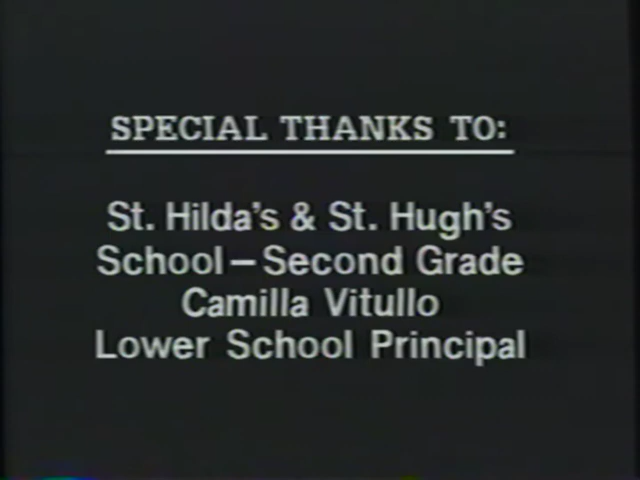 SPECIAL THANKS TO:
St. Hilda's & St. Hugh's
School–Second Grade
Camilla Vitullo
Lower School Principal